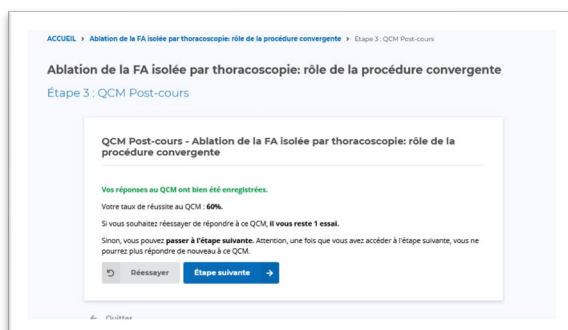 ACCUEIL › Ablation de la FA isolée par thoracoscopie: rôle de la procédure convergente › Étape 3 : QCM Post-cours
Ablation de la FA isolée par thoracoscopie: rôle de la procédure convergente
Étape 3 : QCM Post-cours
QCM Post-cours - Ablation de la FA isolée par thoracoscopie: rôle de la
procédure convergente
Vos réponses au QCM ont bien été enregistrées.
Votre taux de réussite au QCM : 60%.
Si vous souhaitez réessayer de répondre à ce QCM, il vous reste 1 essai.
Sinon, vous pouvez passer à l'étape suivante. Attention, une fois que vous avez accéder à l'étape suivante, vous ne
pourrez plus répondre de nouveau à ce QCM.
Réessayer Étape suivante →
← Quitter